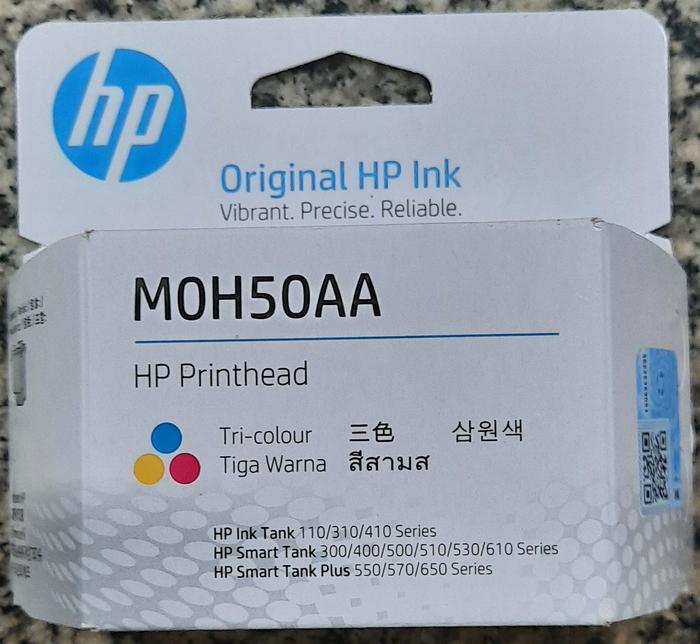 hp
Original HP Ink
Vibrant. Precise. Reliable.
M0H50AA
HP Printhead
Tri-colour 三色 삼원색
Tiga Warna สีสามส
HP Ink Tank 110/310/410 Series
HP Smart Tank 300/400/500/510/530/610 Series
HP Smart Tank Plus 550/570/650 Series